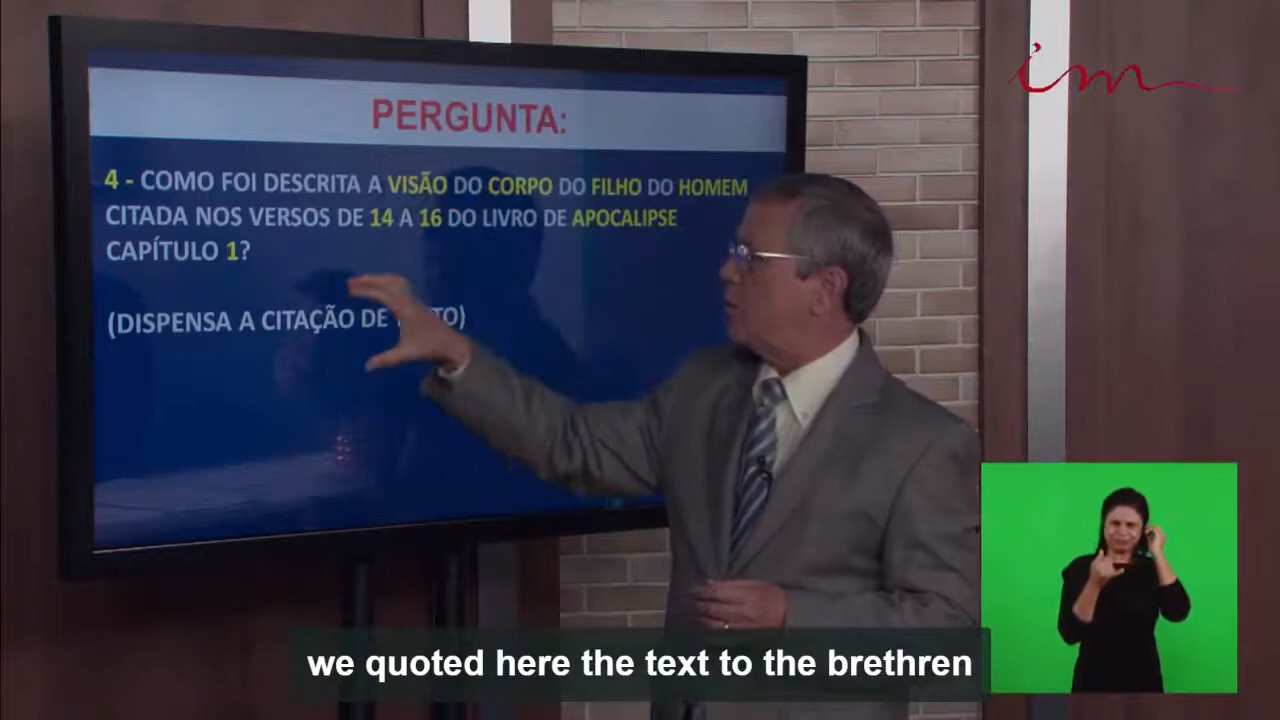 im
PERGUNTA:
4 - COMO FOI DESCRITA A VISÃO DO CORPO DO FILHO DO HOMEM
CITADA NOS VERSOS DE 14 A 16 DO LIVRO DE APOCALIPSE
CAPÍTULO 1?
(DISPENSA A CITAÇÃO DE
we quoted here the text to the brethren